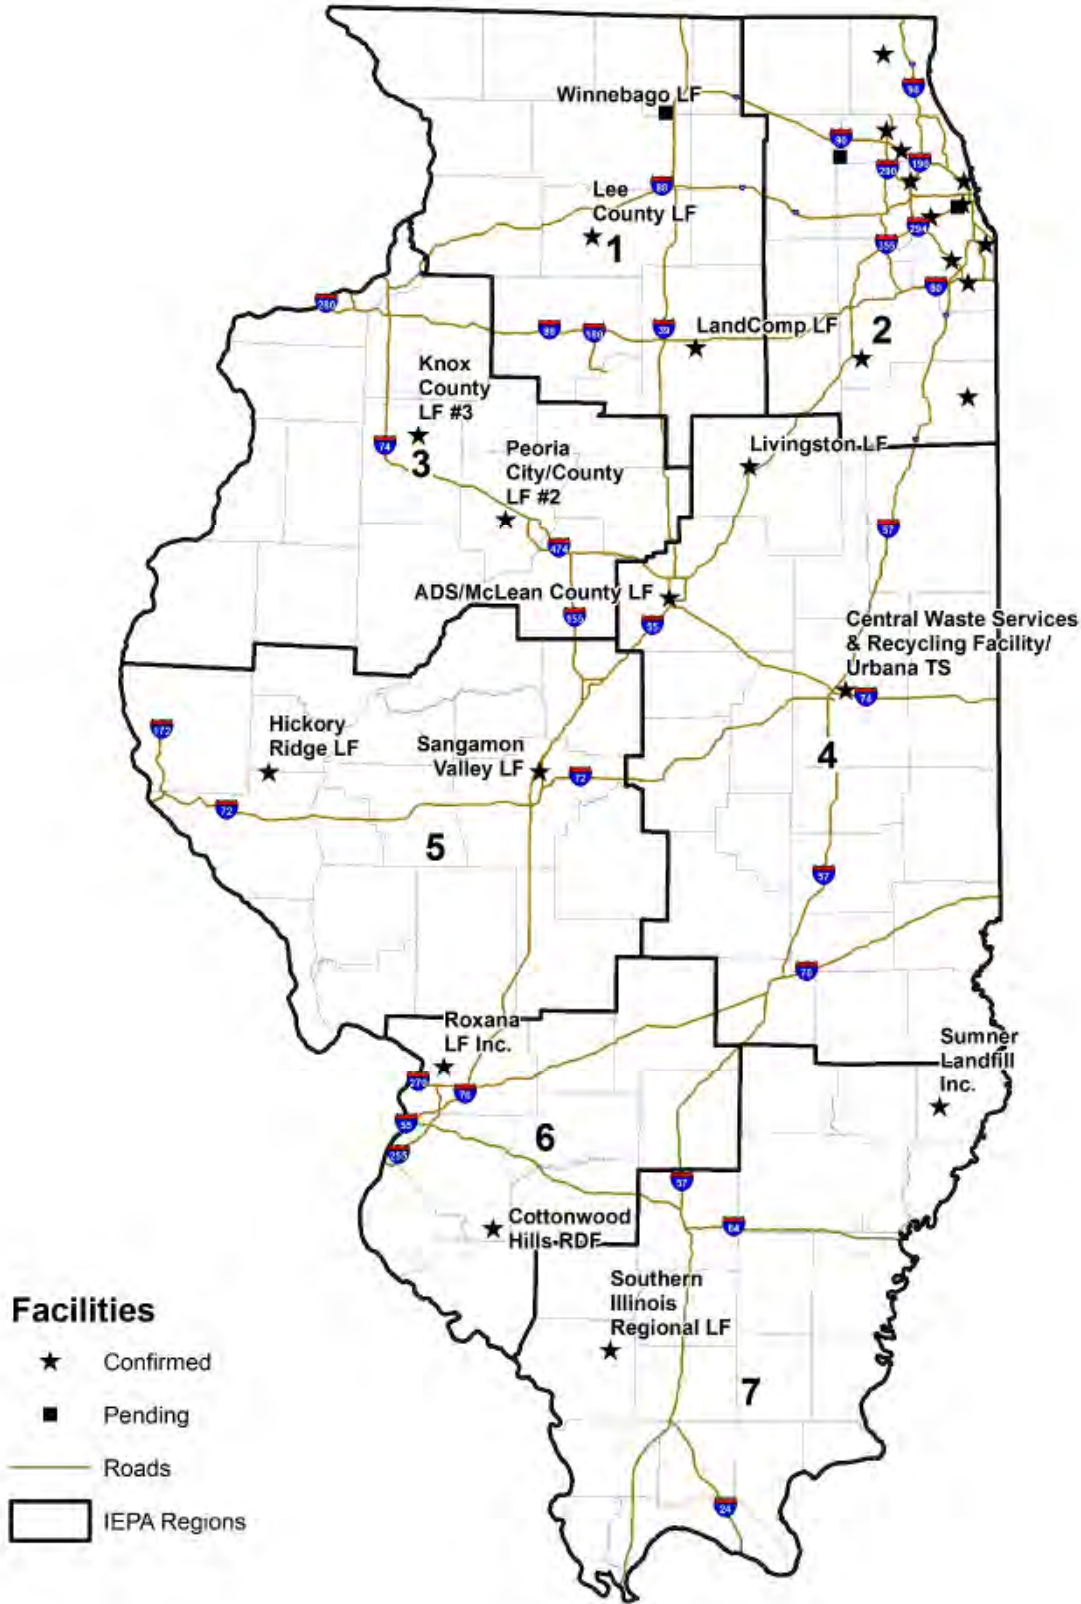 Winnebago LF
94
90
290
190
88
Lee
County LF
1
294
355
80
2
280
88
180
39
LandComp LF
Knox
County
LF #3
74
3
Livingston LF
Peoria
City/County
LF #2
57
474
ADS/McLean County LF
155
55
Central Waste Services
& Recycling Facility/
Urbana TS
74
172
Hickory
Ridge LF
Sangamon
Valley LF
72
4
72
5
57
70
Roxana
LF Inc.
Sumner
Landfill
Inc.
270
70
55
255
6
57
64
Cottonwood
Hills RDF
Southern
Illinois
Regional LF
7
24
Facilities
Confirmed
Pending
Roads
IEPA Regions